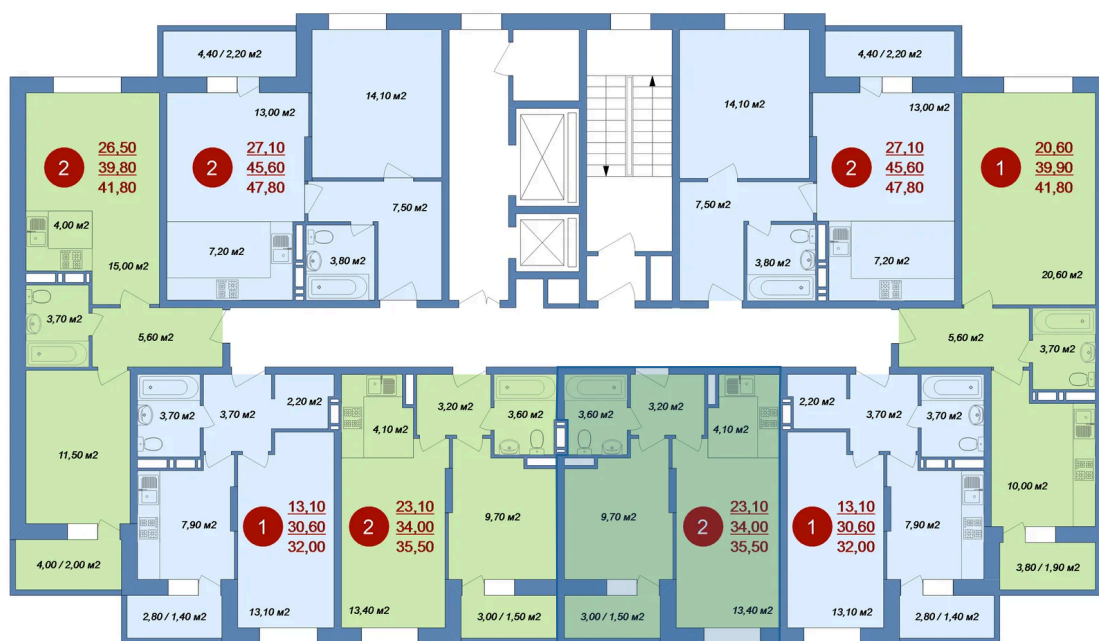 4,40 / 2,20 м2
14,10 м2
13,00 м2
2
26,50
39,80
41,80
2
27,10
45,60
47,80
4,00 м2
15,00 м2
7,20 м2
7,50 м2
3,80 м2
4,40 / 2,20 м2
14,10 м2
13,00 м2
2
27,10
45,60
47,80
1
20,60
39,90
41,80
7,50 м2
3,80 м2
7,20 м2
20,60 м2
3,70 м2
5,60 м2
5,60 м2
3,70 м2
11,50 м2
3,70 м2
3,70 м2
2,20 м2
4,10 м2
3,20 м2
3,60 м2
3,60 м2
3,20 м2
4,10 м2
2,20 м2
3,70 м2
3,70 м2
7,90 м2
1
13,10
30,60
32,00
2
23,10
34,00
35,50
9,70 м2
9,70 м2
2
23,10
34,00
35,50
1
13,10
30,60
32,00
7,90 м2
10,00 м2
4,00 / 2,00 м2
2,80 / 1,40 м2
13,10 м2
13,40 м2
3,00 / 1,50 м2
3,00 / 1,50 м2
13,40 м2
13,10 м2
2,80 / 1,40 м2
3,80 / 1,90 м2